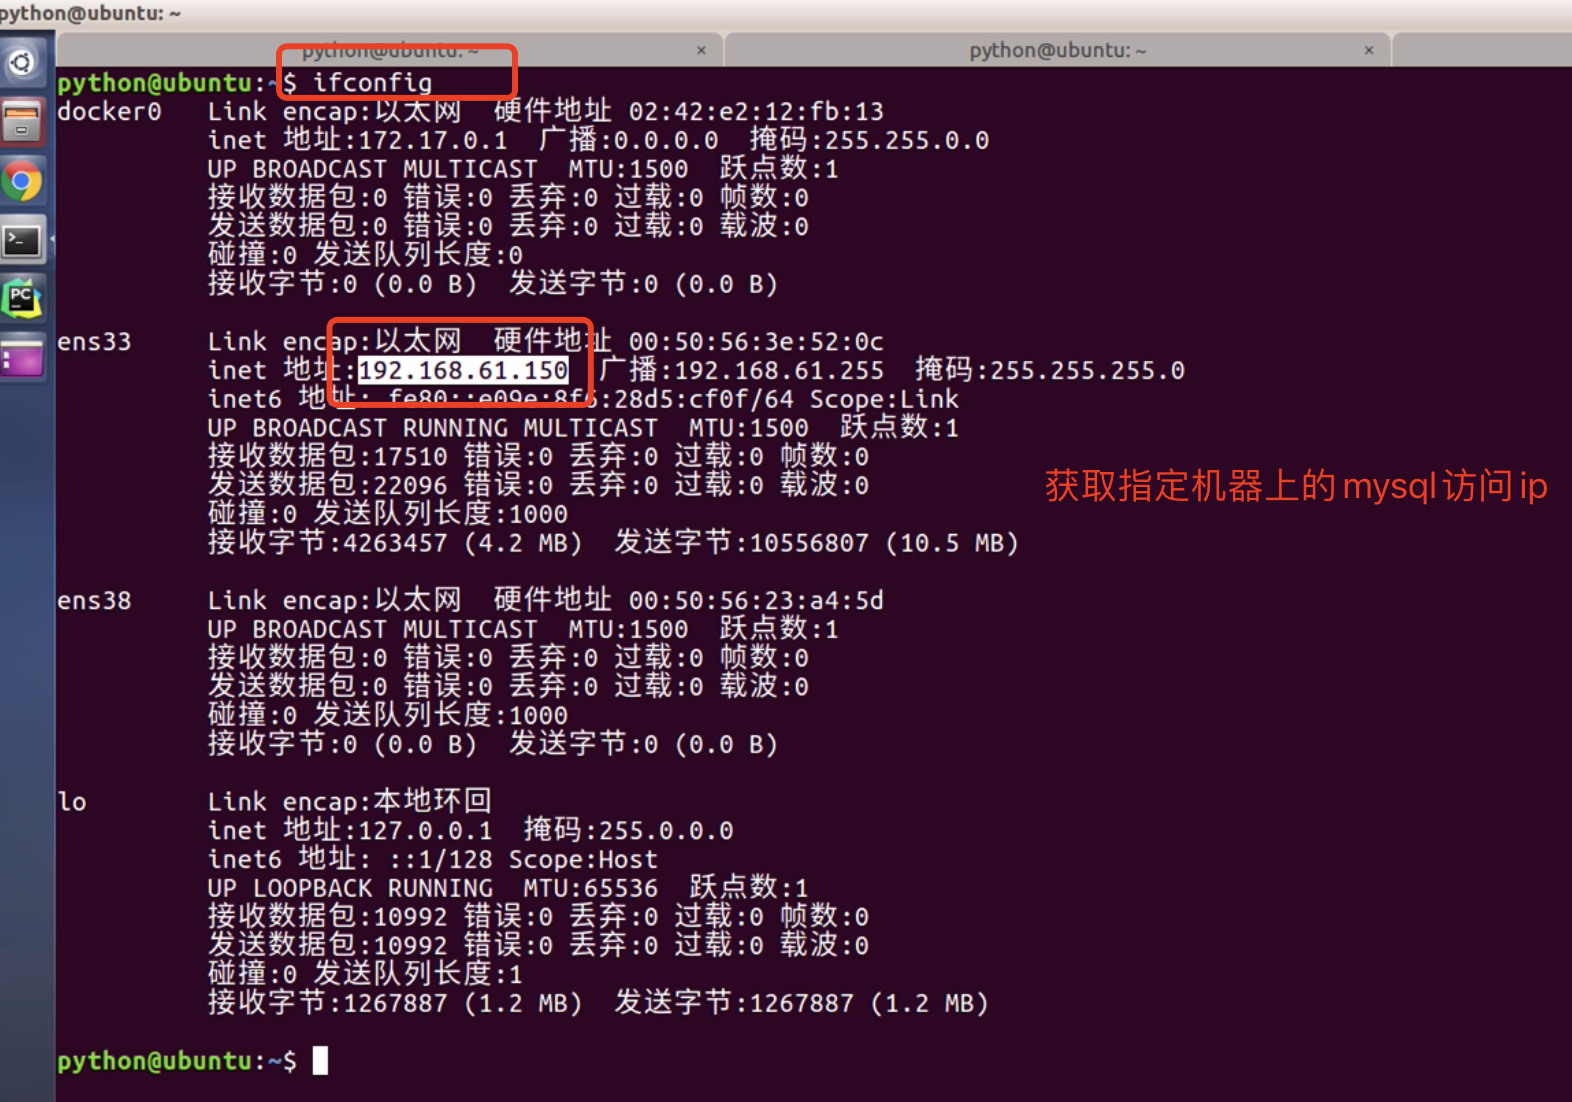 python@ubuntu: ~
python@ubuntu: ~ ×
python@ubuntu: ~ ×
python@ubuntu:~$ ifconfig
docker0 Link encap:以太网 硬件地址 02:42:e2:12:fb:13
inet 地址:172.17.0.1 广播:0.0.0.0 掩码:255.255.0.0
UP BROADCAST MULTICAST MTU:1500 跃点数:1
接收数据包:0 错误:0 丢弃:0 过载:0 帧数:0
发送数据包:0 错误:0 丢弃:0 过载:0 载波:0
碰撞:0 发送队列长度:0
接收字节:0 (0.0 B) 发送字节:0 (0.0 B)
ens33 Link encap:以太网 硬件地址 00:50:56:3e:52:0c
inet 地址:192.168.61.150 广播:192.168.61.255 掩码:255.255.255.0
inet6 地址: fe80::e09e:8f6:28d5:cf0f/64 Scope:Link
UP BROADCAST RUNNING MULTICAST MTU:1500 跃点数:1
接收数据包:17510 错误:0 丢弃:0 过载:0 帧数:0
发送数据包:22096 错误:0 丢弃:0 过载:0 载波:0
获取指定机器上的mysql访问ip
碰撞:0 发送队列长度:1000
接收字节:4263457 (4.2 MB) 发送字节:10556807 (10.5 MB)
ens38 Link encap:以太网 硬件地址 00:50:56:23:a4:5d
UP BROADCAST MULTICAST MTU:1500 跃点数:1
接收数据包:0 错误:0 丢弃:0 过载:0 帧数:0
发送数据包:0 错误:0 丢弃:0 过载:0 载波:0
碰撞:0 发送队列长度:1000
接收字节:0 (0.0 B) 发送字节:0 (0.0 B)
lo Link encap:本地环回
inet 地址:127.0.0.1 掩码:255.0.0.0
inet6 地址: ::1/128 Scope:Host
UP LOOPBACK RUNNING MTU:65536 跃点数:1
接收数据包:10992 错误:0 丢弃:0 过载:0 帧数:0
发送数据包:10992 错误:0 丢弃:0 过载:0 载波:0
碰撞:0 发送队列长度:1
接收字节:1267887 (1.2 MB) 发送字节:1267887 (1.2 MB)
python@ubuntu:~$
PC